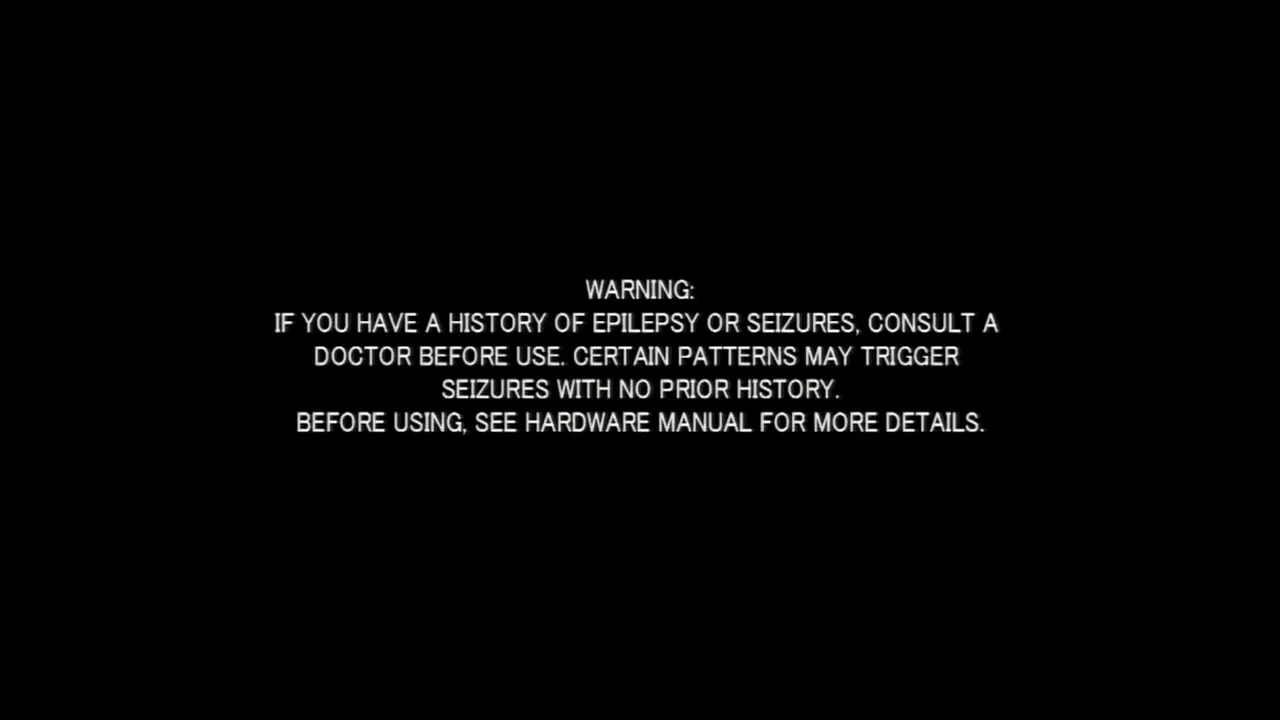 WARNING:
IF YOU HAVE A HISTORY OF EPILEPSY OR SEIZURES, CONSULT A
DOCTOR BEFORE USE. CERTAIN PATTERNS MAY TRIGGER
SEIZURES WITH NO PRIOR HISTORY.
BEFORE USING, SEE HARDWARE MANUAL FOR MORE DETAILS.